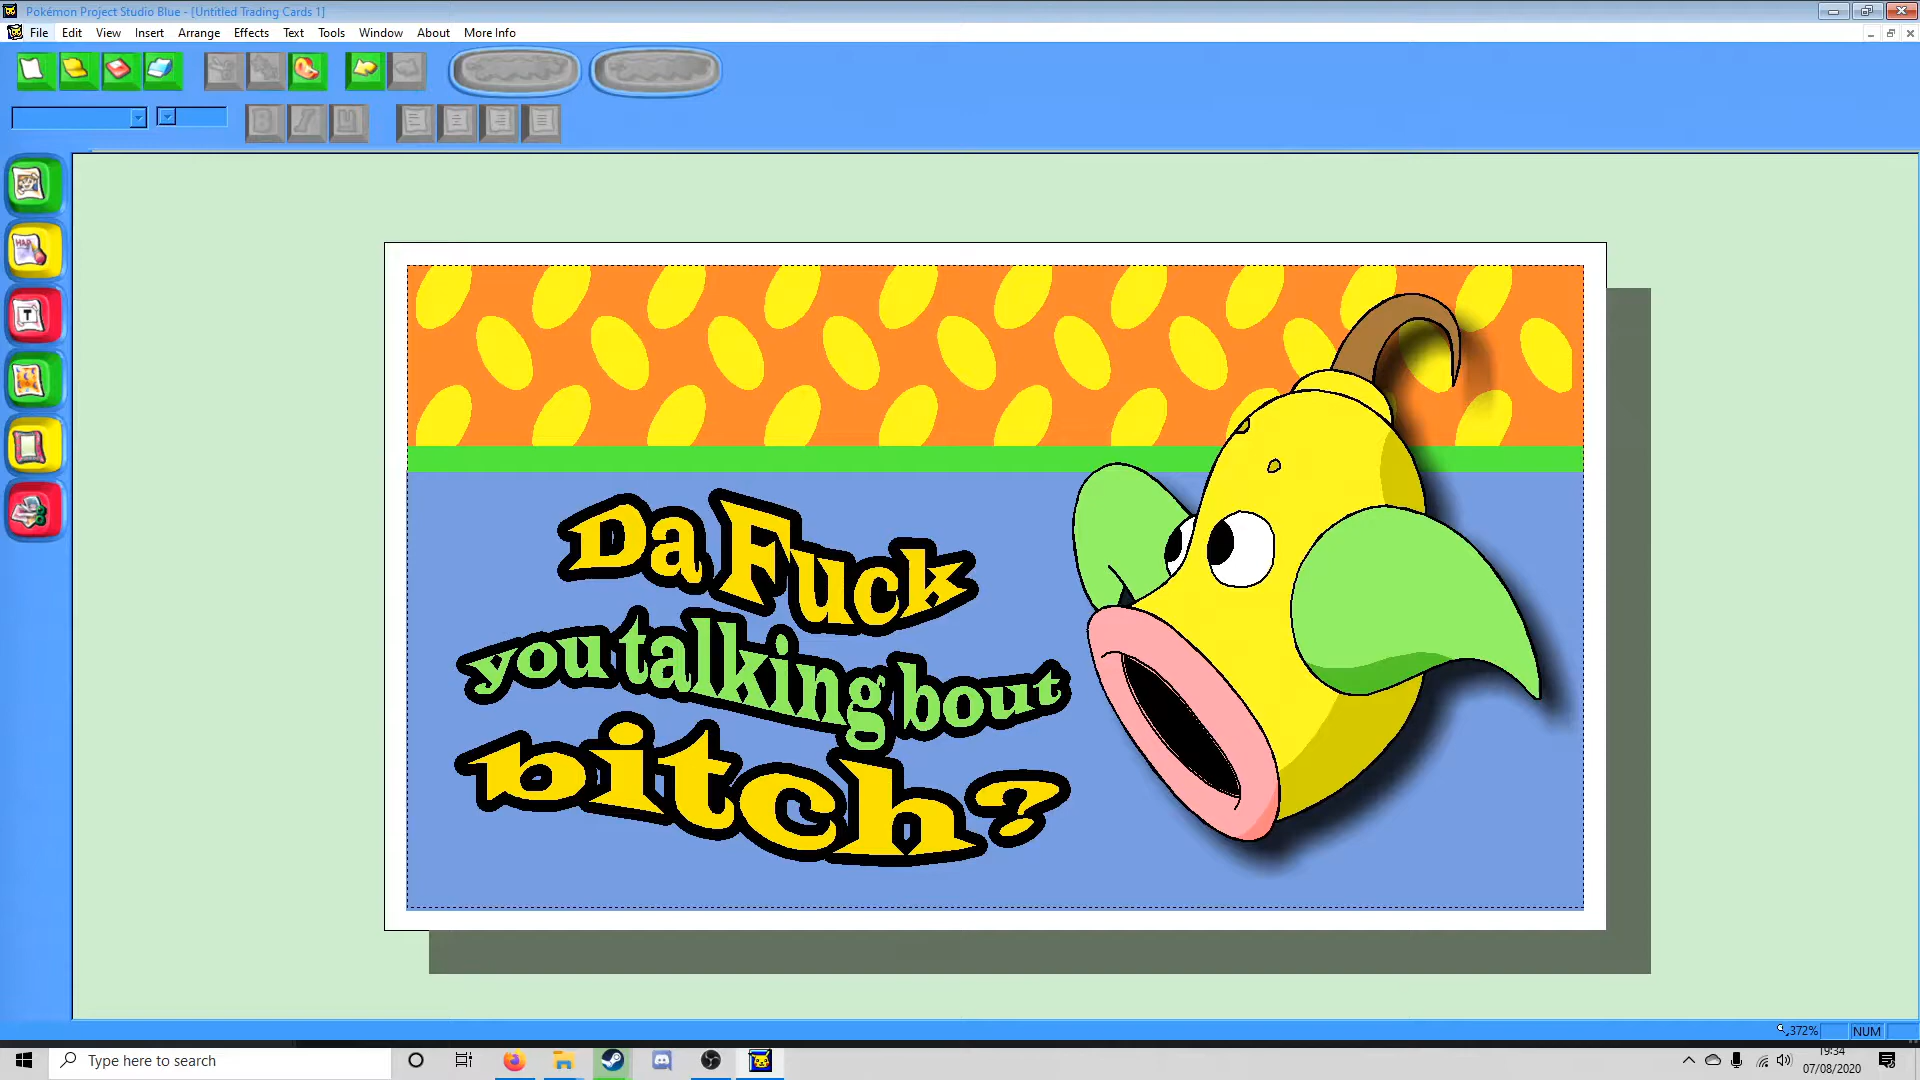 Pokémon Project Studio Blue - [Untitled Trading Cards 1]
File Edit View Insert Arrange Effects Text Tools Window About More Info
B I U
MAP
T
Da Fuck
you talking bout
bitch?
372% NUM
Type here to search
19:34
07/08/2020